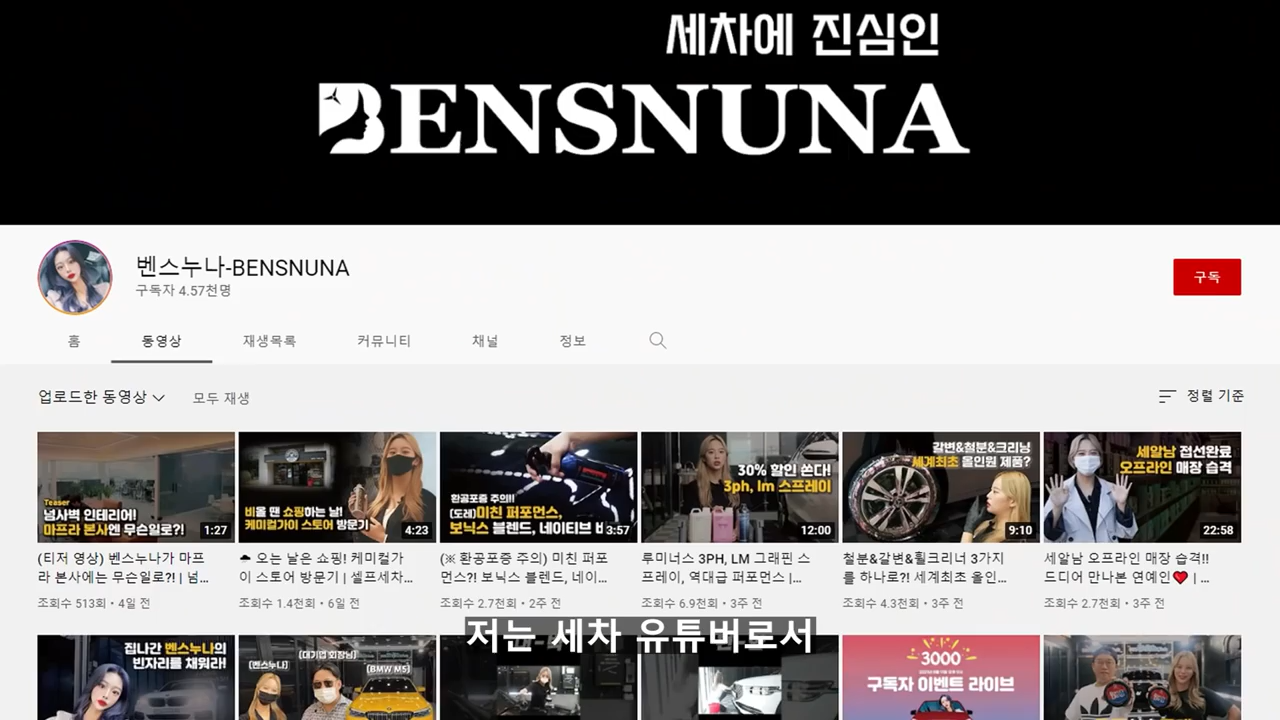 세차에 진심인
BENSNUNA
벤스누나-BENSNUNA
구독자 4.57천명
구독
홈
동영상
재생목록
커뮤니티
채널
정보
업로드한 동영상
모두 재생
정렬 기준
Teaser
넘사벽 인테리어!
마프라 본사엔 무슨일로?!
1:27
비올 땐 쇼핑하는 날!
케미컬가이 스토어 방문기
4:23
환공포증 주의!!
(도레)미친 퍼포먼스,
보닉스 블렌드, 네이티브
3:57
30% 할인 쏜다!
3ph, lm 스프레이
12:00
갈변&철분&크리닝
세계최초 올인원 제품?
9:10
세알남 접선완료
오프라인 매장 습격
22:58
(티저 영상) 벤스누나가 마프
라 본사에는 무슨일로?! | 넘...
조회수 513회 • 4일 전
🌧 오는 날은 쇼핑! 케미컬가
이 스토어 방문기 | 셀프세차...
조회수 1.4천회 • 6일 전
(※ 환공포증 주의) 미친 퍼포
먼스?! 보닉스 블렌드, 네이...
조회수 2.7천회 • 2주 전
루미너스 3PH, LM 그래핀 스
프레이, 역대급 퍼포먼스 |...
조회수 6.9천회 • 3주 전
철분&갈변&휠크리너 3가지
를 하나로?! 세계최초 올인...
조회수 4.3천회 • 3주 전
세알남 오프라인 매장 습격!!
드디어 만나본 연예인❤ | ...
조회수 2.7천회 • 3주 전
저는 세차 유튜버로서
집나간 벤스누나의
빈자리를 채워라!
(벤스누나)
(대기업 회장님)
(BMW M5)
3000
구독자 이벤트 라이브